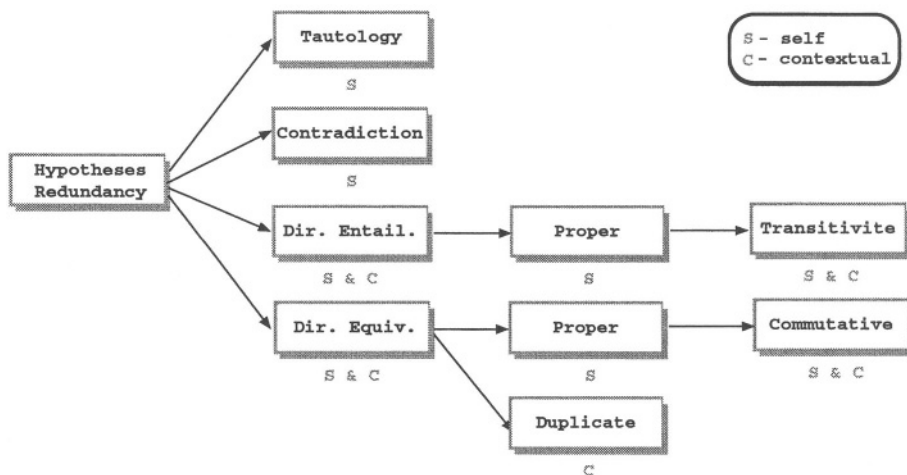 Tautology
S
S - self
C - contextual
Contradiction
S
Hypotheses
Redundancy
Dir. Entail.
S & C
Proper
S
Transitivite
S & C
Dir. Equiv.
S & C
Proper
S
Commutative
S & C
Duplicate
C